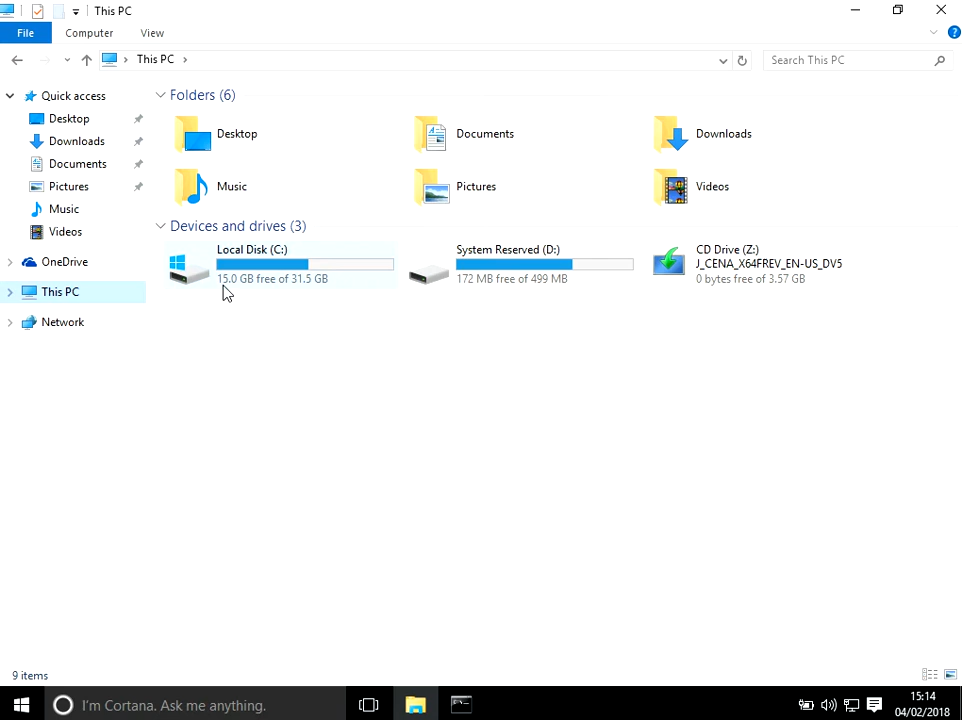 This PC
File Computer View
This PC
Search This PC
Quick access
Desktop
Downloads
Documents
Pictures
Music
Videos
OneDrive
This PC
Network
Folders (6)
Desktop
Documents
Downloads
Music
Pictures
Videos
Devices and drives (3)
Local Disk (C:)
15.0 GB free of 31.5 GB
System Reserved (D:)
172 MB free of 499 MB
CD Drive (Z:)
J_CENA_X64FREV_EN-US_DV5
0 bytes free of 3.57 GB
9 items
I'm Cortana. Ask me anything.
15:14
04/02/2018